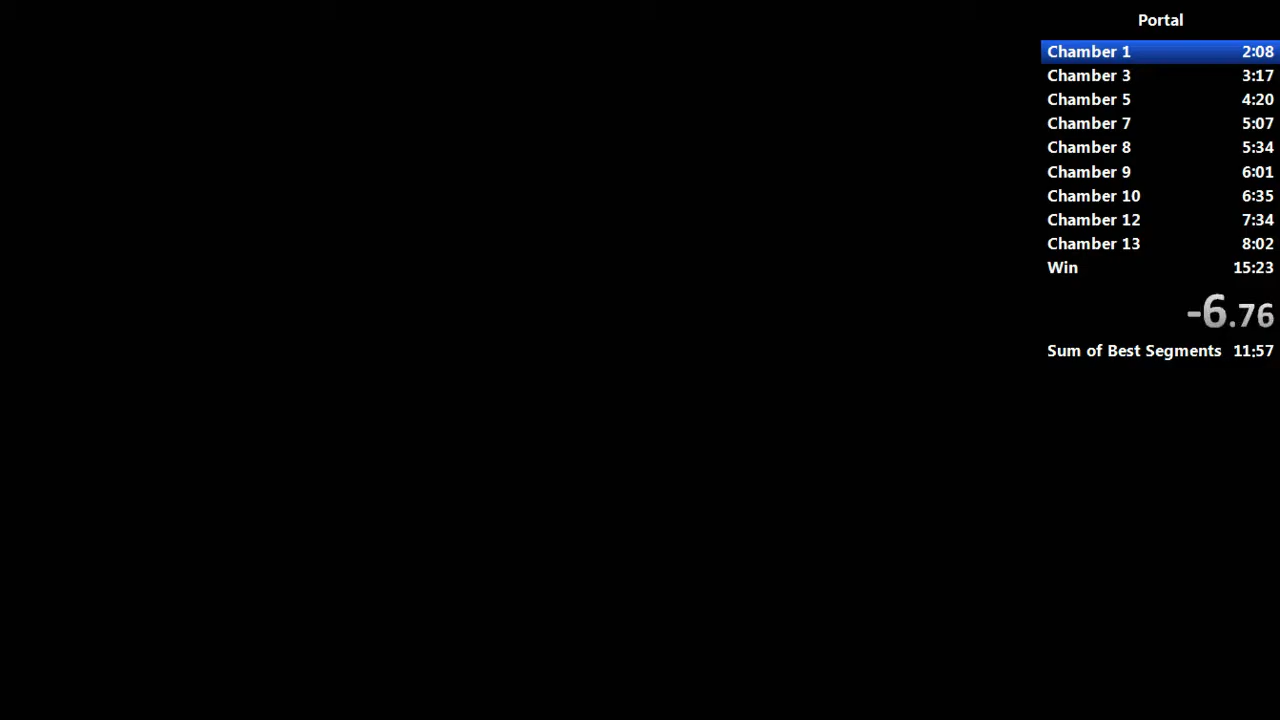 Portal
Chamber 1 2:08
Chamber 3 3:17
Chamber 5 4:20
Chamber 7 5:07
Chamber 8 5:34
Chamber 9 6:01
Chamber 10 6:35
Chamber 12 7:34
Chamber 13 8:02
Win 15:23
-6.76
Sum of Best Segments 11:57